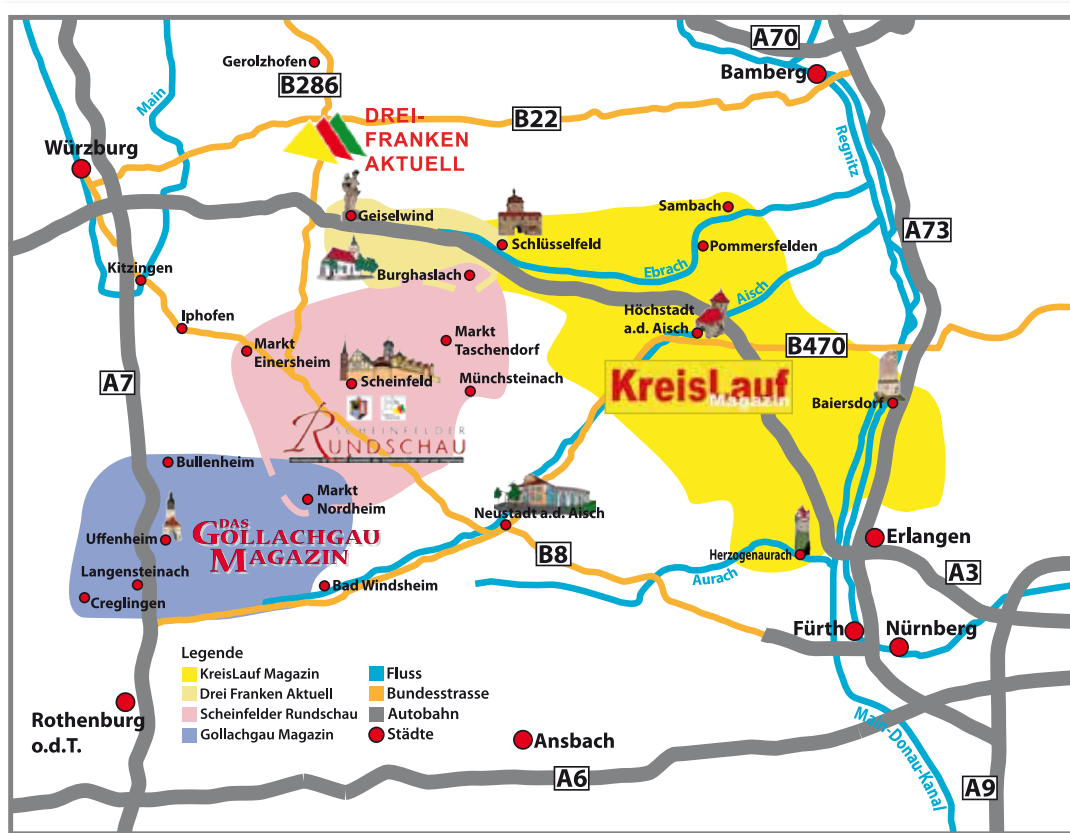 A70
Gerolzhofen
Bamberg
B286
Main
DREI-
FRANKEN
AKTUELL
B22
Regnitz
Würzburg
Geiselwind
Sambach
Schlüsselfeld
Pommersfelden
A73
Kitzingen
Burghaslach
Ebrach
Aisch
Iphofen
Höchstadt
a.d. Aisch
Markt
Einersheim
Markt
Taschendorf
B470
A7
Scheinfeld
Münchsteinach
KreisLauf
Magazin
Baiersdorf
SCHEINFELDER
RUNDSCHAU
Bullenheim
Markt
Nordheim
Neustadt a.d. Aisch
Uffenheim
DAS
GOLLACHGAU
MAGAZIN
B8
Herzogenaurach
Erlangen
Langensteinach
Creglingen
Bad Windsheim
Aurach
A3
Fürth
Nürnberg
Legende
KreisLauf Magazin
Drei Franken Aktuell
Scheinfelder Rundschau
Gollachgau Magazin
Fluss
Bundesstrasse
Autobahn
Städte
Rothenburg
o.d.T.
Ansbach
Main-Donau-Kanal
A6
A9